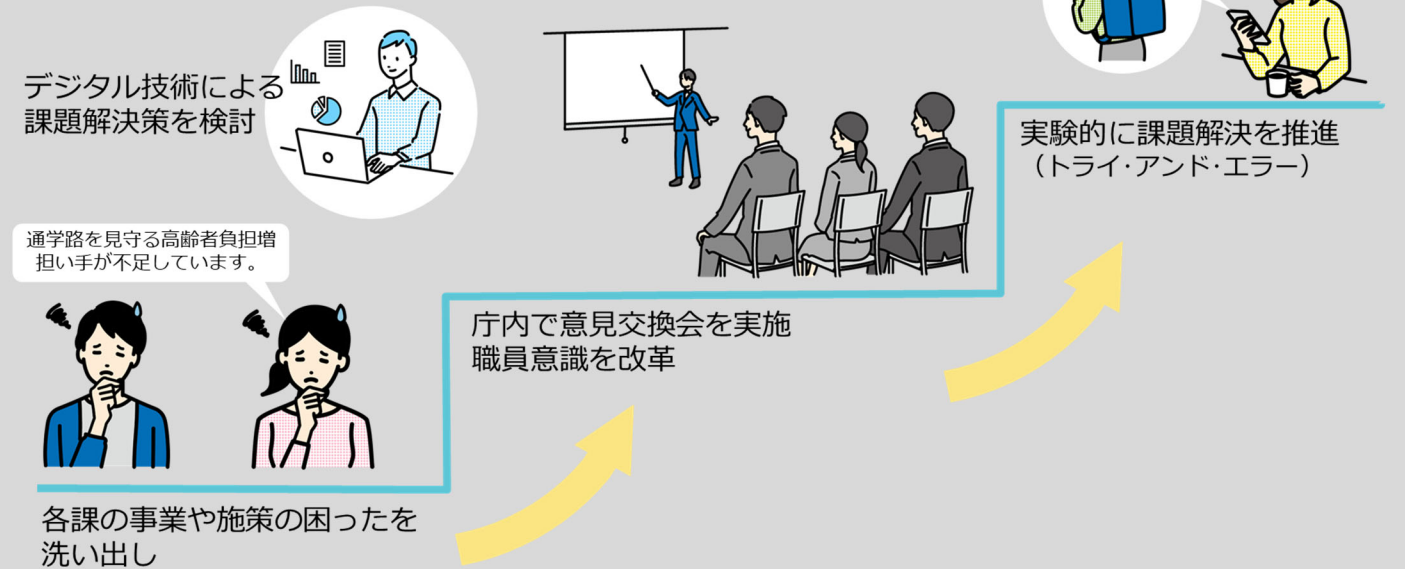 デジタル技術による
課題解決策を検討
通学路を見守る高齢者負担増
担い手が不足しています。
各課の事業や施策の困ったを
洗い出し
庁内で意見交換会を実施
職員意識を改革
実験的に課題解決を推進
（トライ・アンド・エラー）